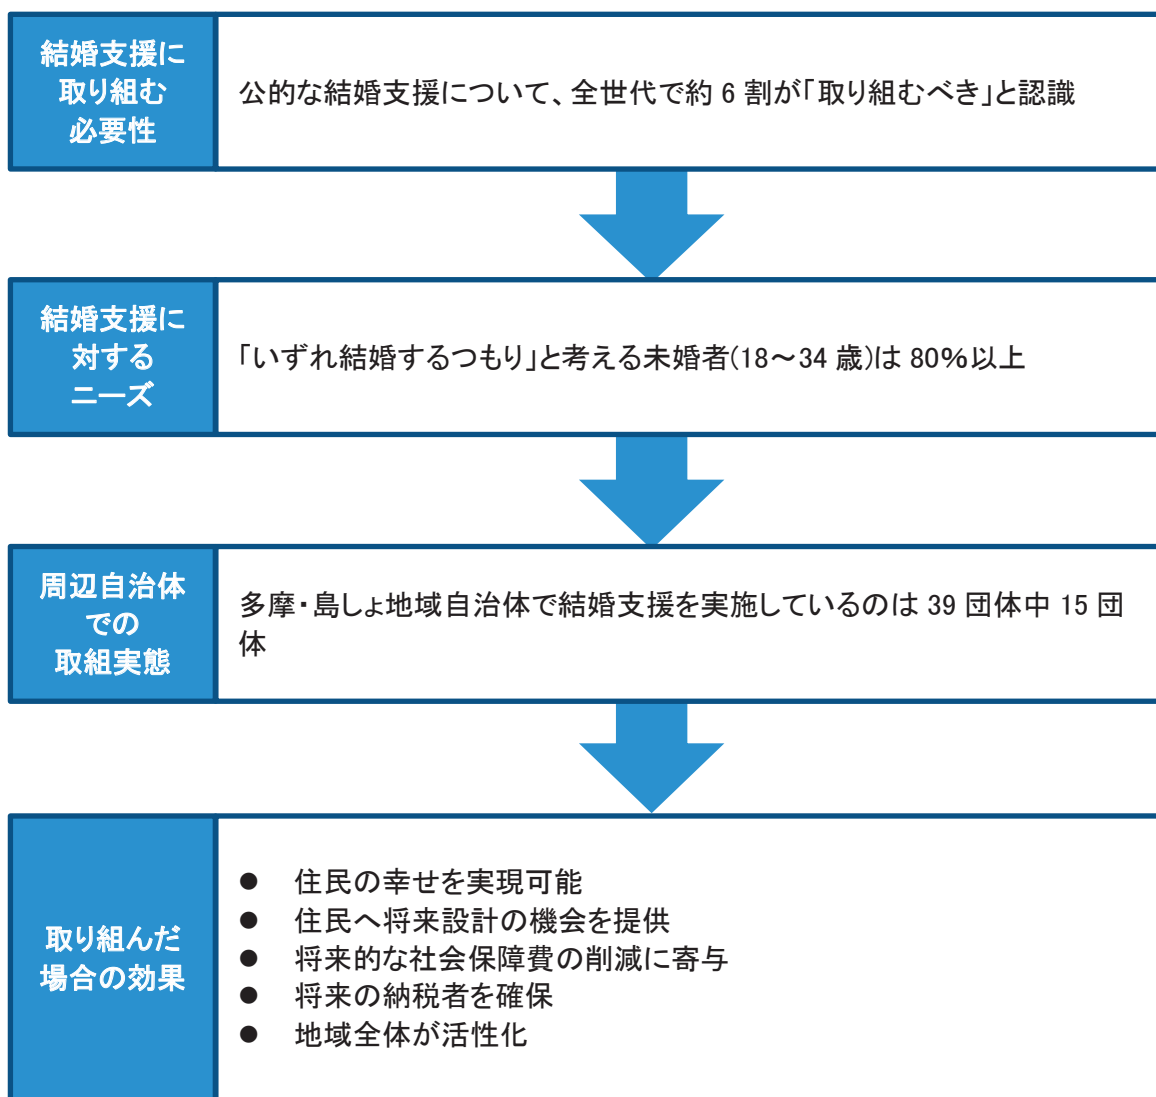 結婚支援に
取り組む
必要性
公的な結婚支援について、全世代で約 6 割が「取り組むべき」と認識
結婚支援に
対する
ニーズ
「いずれ結婚するつもり」と考える未婚者(18～34 歳)は 80%以上
周辺自治体
での
取組実態
多摩・島しょ地域自治体で結婚支援を実施しているのは 39 団体中 15 団
体
取り組んだ
場合の効果
● 住民の幸せを実現可能
● 住民へ将来設計の機会を提供
● 将来的な社会保障費の削減に寄与
● 将来の納税者を確保
● 地域全体が活性化